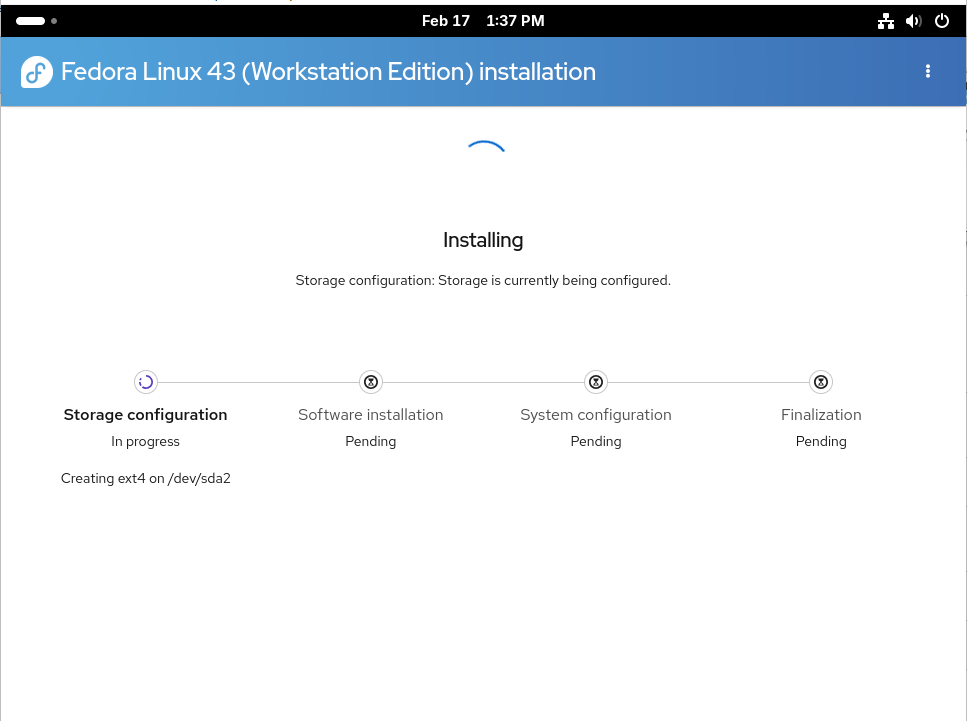 Feb 17 1:37 PM
Fedora Linux 43 (Workstation Edition) installation
Installing
Storage configuration: Storage is currently being configured.
Storage configuration
In progress
Creating ext4 on /dev/sda2
Software installation
Pending
System configuration
Pending
Finalization
Pending